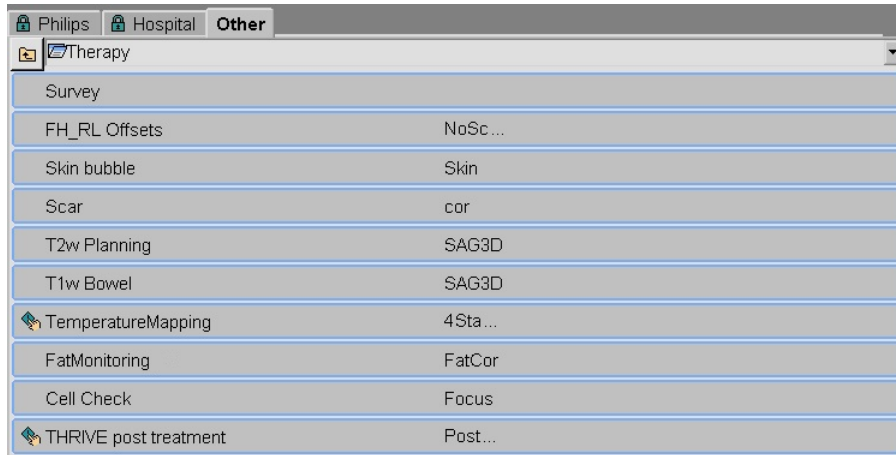 Philips Hospital Other
Therapy
Survey
FH_RL Offsets NoSc...
Skin bubble Skin
Scar cor
T2w Planning SAG3D
T1w Bowel SAG3D
TemperatureMapping 4Sta...
FatMonitoring FatCor
Cell Check Focus
THRIVE post treatment Post...